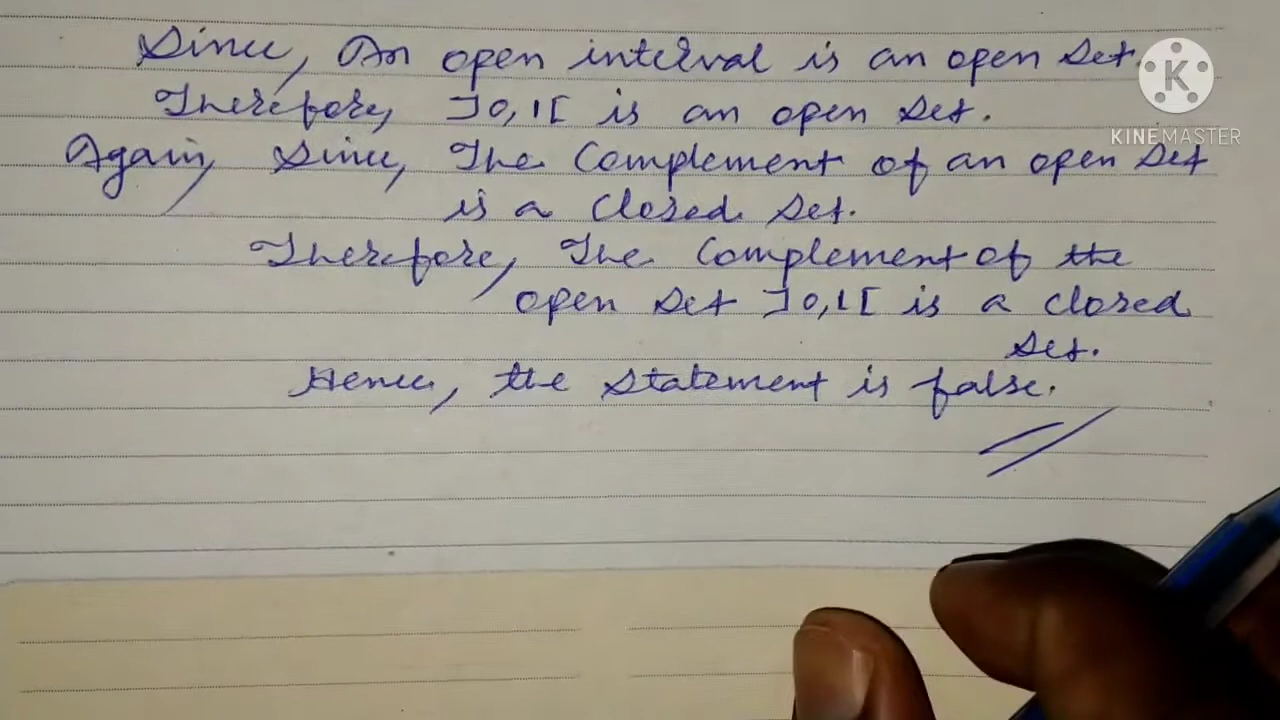 Since, An open interval is an open Set.
Therefore, ]0,1[ is an open Set.
Again, Since, The Complement of an open Set
is a Closed Set.
Therefore, The Complement of the
open Set ]0,1[ is a closed
Set.
Hence, the Statement is false.
K
KINEMASTER